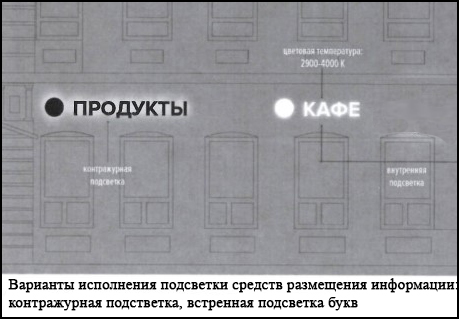 цветовая температура:
2900-4000 К
ПРОДУКТЫ
КАФЕ
контражурная
подсветка
внутренняя
подсветка
Варианты исполнения подсветки средств размещения информации:
контражурная подстветка, встренная подсветка букв